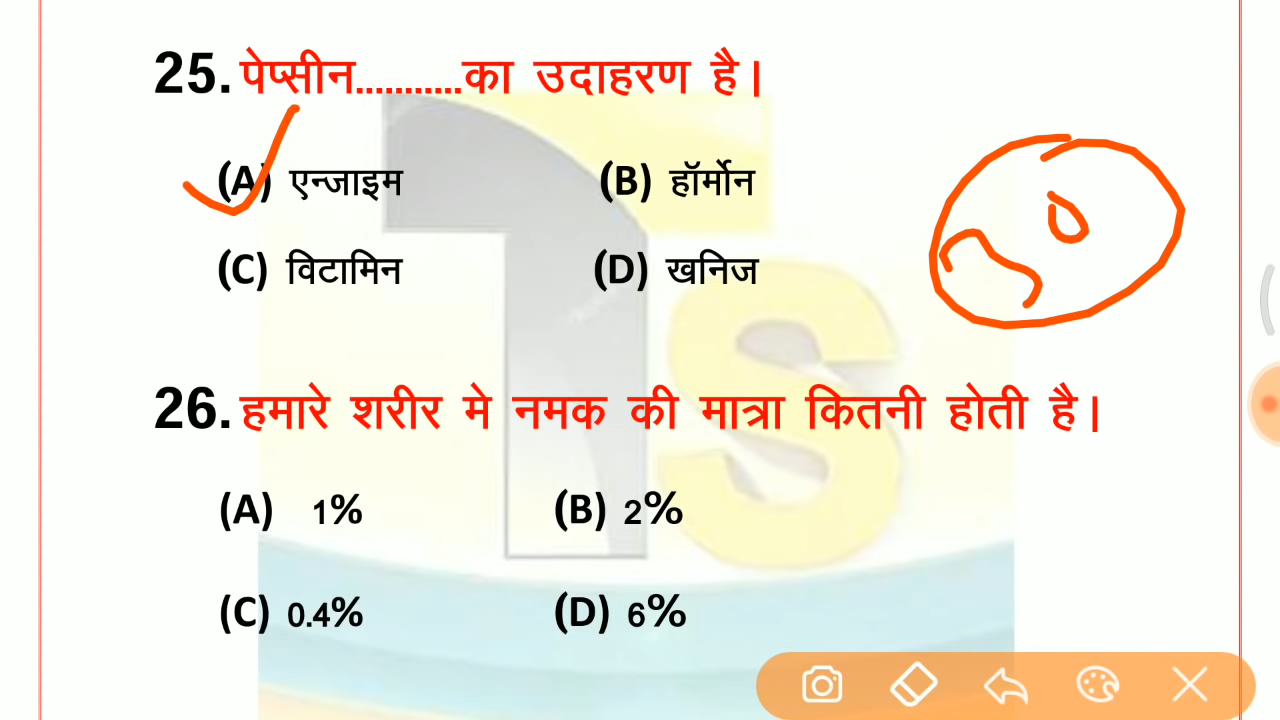 25. पेप्सीन...........का उदाहरण है।
(A) एन्जाइम (B) हॉर्मोन
(C) विटामिन (D) खनिज
26. हमारे शरीर मे नमक की मात्रा कितनी होती है।
(A) 1% (B) 2%
(C) 0.4% (D) 6%